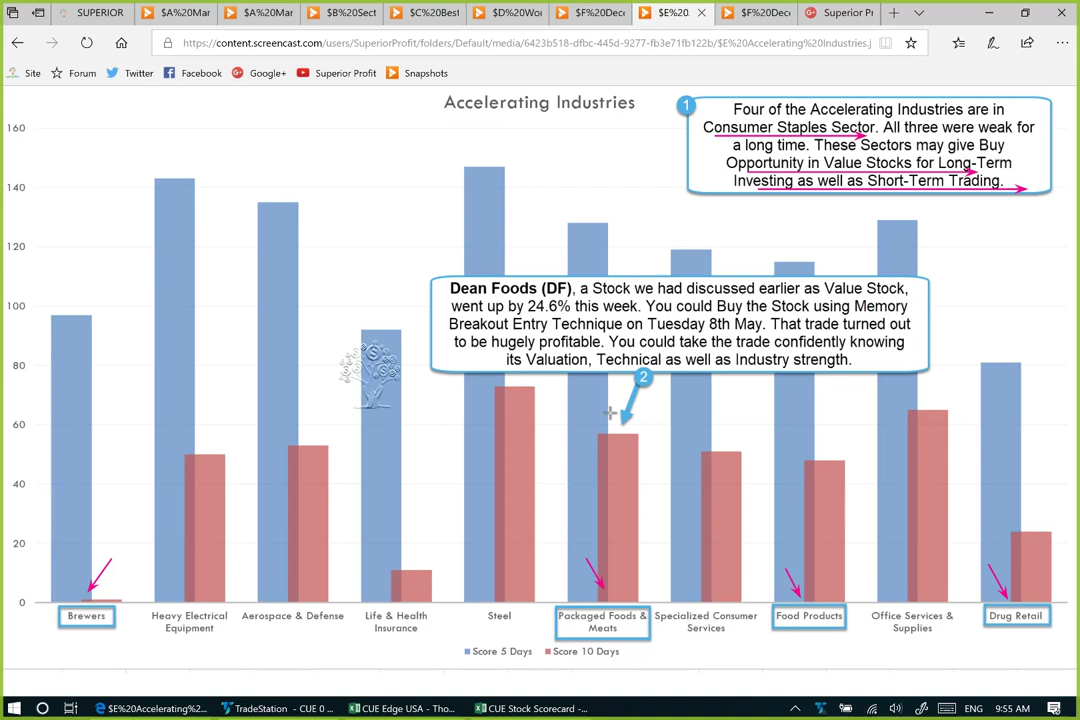 SUPERIOR
$A%20Mar
$A%20Mar
$B%20Sect
$C%20Best
$D%20Wor
$F%20Dece
$E%20.
$F%20Dece
Superior Pr
https://content.screencast.com/users/SuperiorProfit/folders/Default/media/6423b518-dfbc-445d-9277-fb3e71fb122b/$E%20Accelerating%20Industries.j
Site Forum Twitter Facebook Google+ Superior Profit Snapshots
Accelerating Industries
1
Four of the Accelerating Industries are in
Consumer Staples Sector. All three were weak for
a long time. These Sectors may give Buy
Opportunity in Value Stocks for Long-Term
Investing as well as Short-Term Trading.
160
140
120
100
80
60
40
20
0
Dean Foods (DF), a Stock we had discussed earlier as Value Stock,
went up by 24.6% this week. You could Buy the Stock using Memory
Breakout Entry Technique on Tuesday 8th May. That trade turned out
to be hugely profitable. You could take the trade confidently knowing
its Valuation, Technical as well as Industry strength.
2
Brewers
Heavy Electrical
Equipment
Aerospace & Defense
Life & Health
Insurance
Steel
Packaged Foods &
Meats
Specialized Consumer
Services
Food Products
Office Services &
Supplies
Drug Retail
Score 5 Days Score 10 Days
$E%20Accelerating%2...
TradeStation - CUE 0 ...
CUE Edge USA - Tho...
CUE Stock Scorecard -...
ENG
9:55 AM